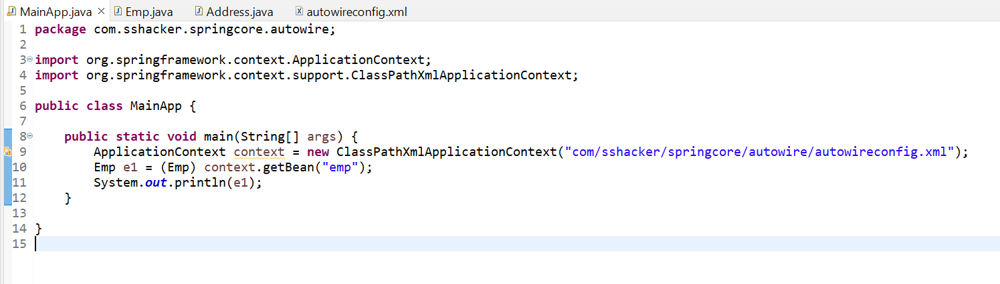 MainApp.java Emp.java Address.java autowireconfig.xml
1 package com.sshacker.springcore.autowire;
2
3 import org.springframework.context.ApplicationContext;
4 import org.springframework.context.support.ClassPathXmlApplicationContext;
5
6 public class MainApp {
7
8     public static void main(String[] args) {
9         ApplicationContext context = new ClassPathXmlApplicationContext("com/sshacker/springcore/autowire/autowireconfig.xml");
10         Emp e1 = (Emp) context.getBean("emp");
11         System.out.println(e1);
12     }
13
14 }
15